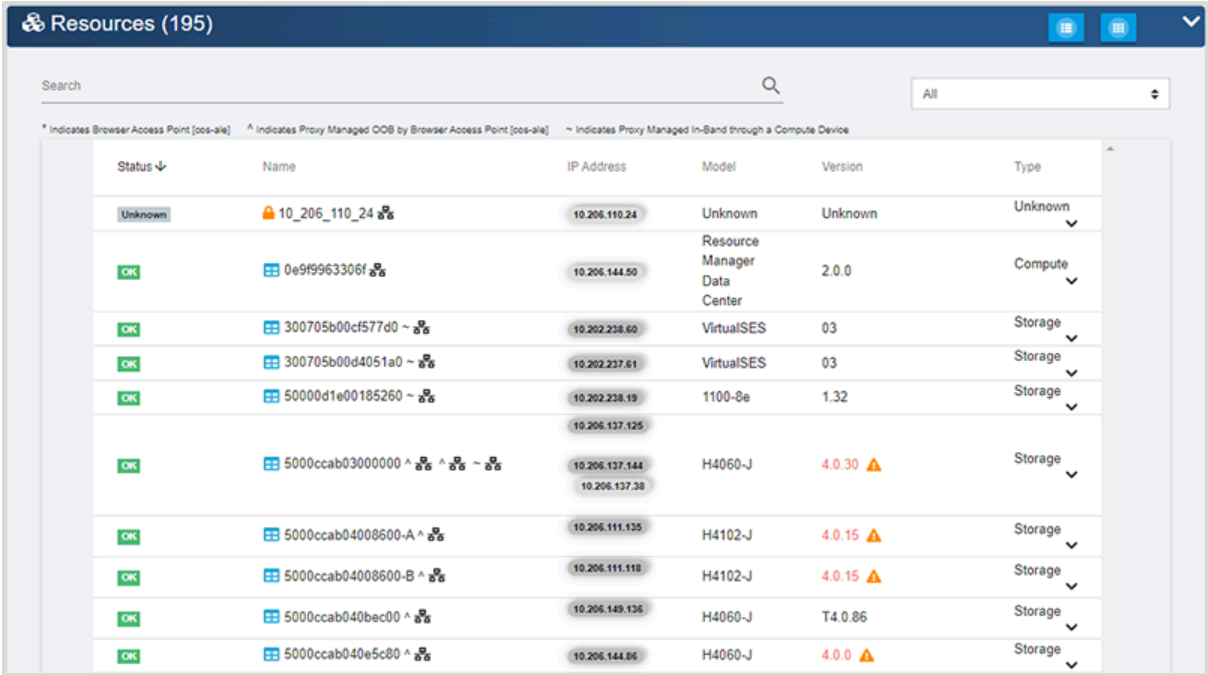 Resources (195)
Search
All
* Indicates Browser Access Point [cos-ale] ^ Indicates Proxy Managed OOB by Browser Access Point [cos-ale] ~ Indicates Proxy Managed In-Band through a Compute Device
Status Name IP Address Model Version Type
Unknown 10_206_110_24 10.206.110.24 Unknown Unknown Unknown
OK 0e9f9963306f 10.206.144.50 Resource Manager Data Center 2.0.0 Compute
OK 300705b00cf577d0 ~ 10.202.238.60 VirtualSES 03 Storage
OK 300705b00d4051a0 ~ 10.202.237.61 VirtualSES 03 Storage
OK 50000d1e00185260 ~ 10.202.238.19 1100-8e 1.32 Storage
10.206.137.125
OK 5000ccab03000000 ^ ^ ~ 10.206.137.144 H4060-J 4.0.30 Storage
10.206.137.38
OK 5000ccab04008600-A ^ 10.206.111.135 H4102-J 4.0.15 Storage
OK 5000ccab04008600-B ^ 10.206.111.118 H4102-J 4.0.15 Storage
OK 5000ccab040bec00 ^ 10.206.149.136 H4060-J T4.0.86 Storage
OK 5000ccab040e5c80 ^ 10.206.144.86 H4060-J 4.0.0 Storage